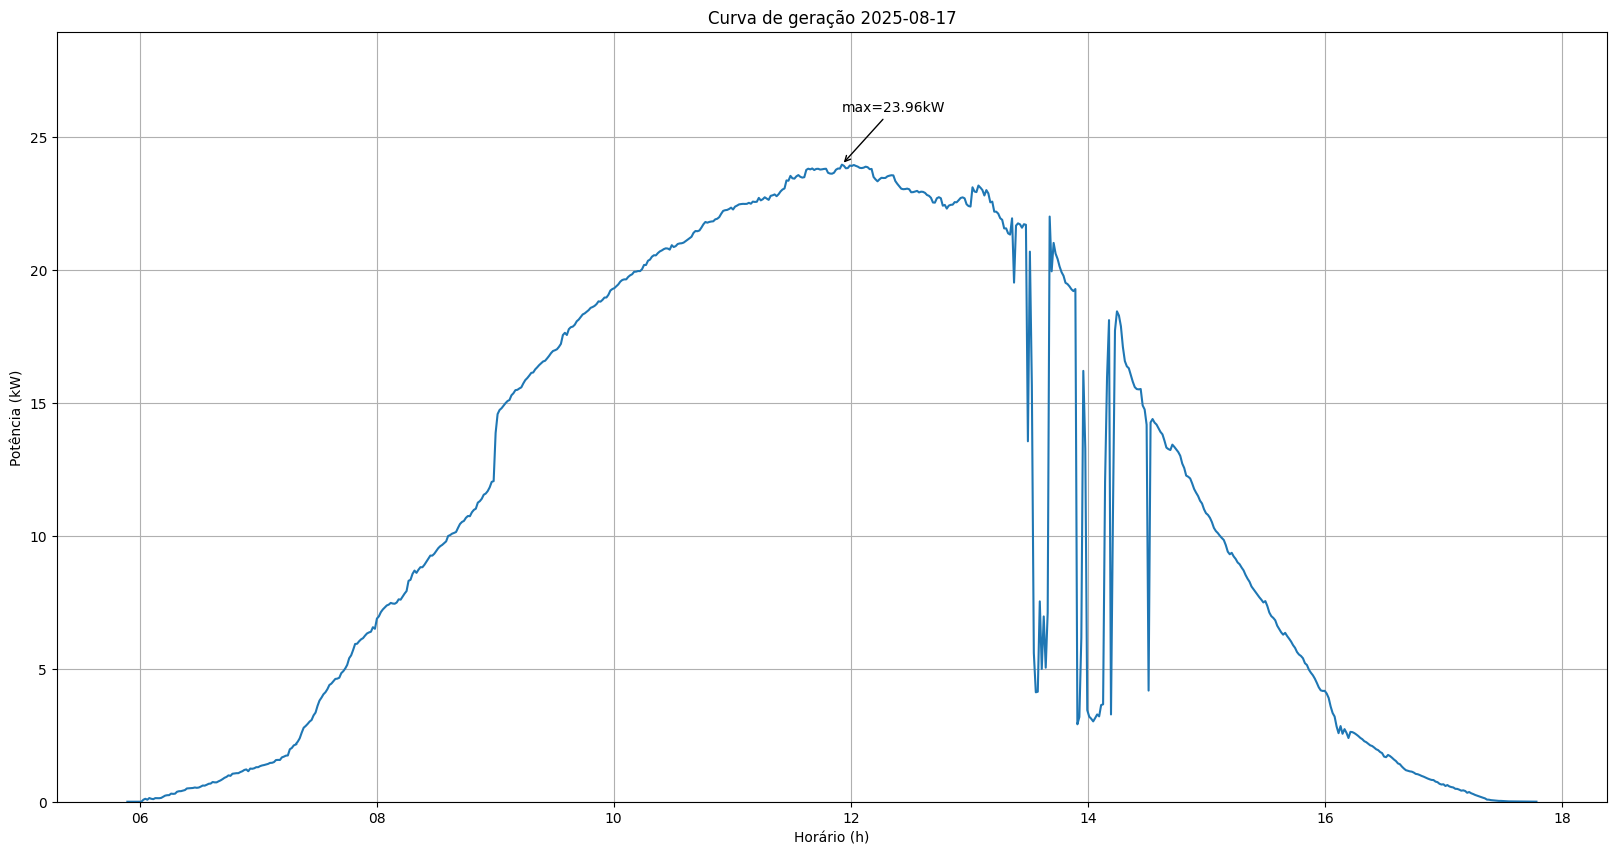 Curva de geração 2025-08-17
max=23.96kW
25
20
15
10
5
0
Potência (kW)
06 08 10 12 14 16 18
Horário (h)